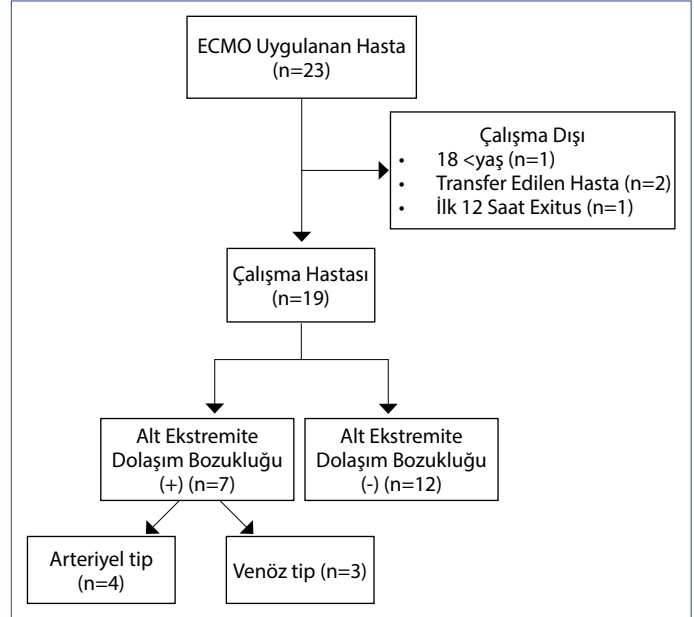 ECMO Uygulanan Hasta
(n=23)
Çalışma Dışı
• 18 <yaş (n=1)
• Transfer Edilen Hasta (n=2)
• İlk 12 Saat Exitus (n=1)
Çalışma Hastası
(n=19)
Alt Ekstremite
Dolaşım Bozukluğu
(+) (n=7)
Alt Ekstremite
Dolaşım Bozukluğu
(-) (n=12)
Arteriyel tip
(n=4)
Venöz tip (n=3)